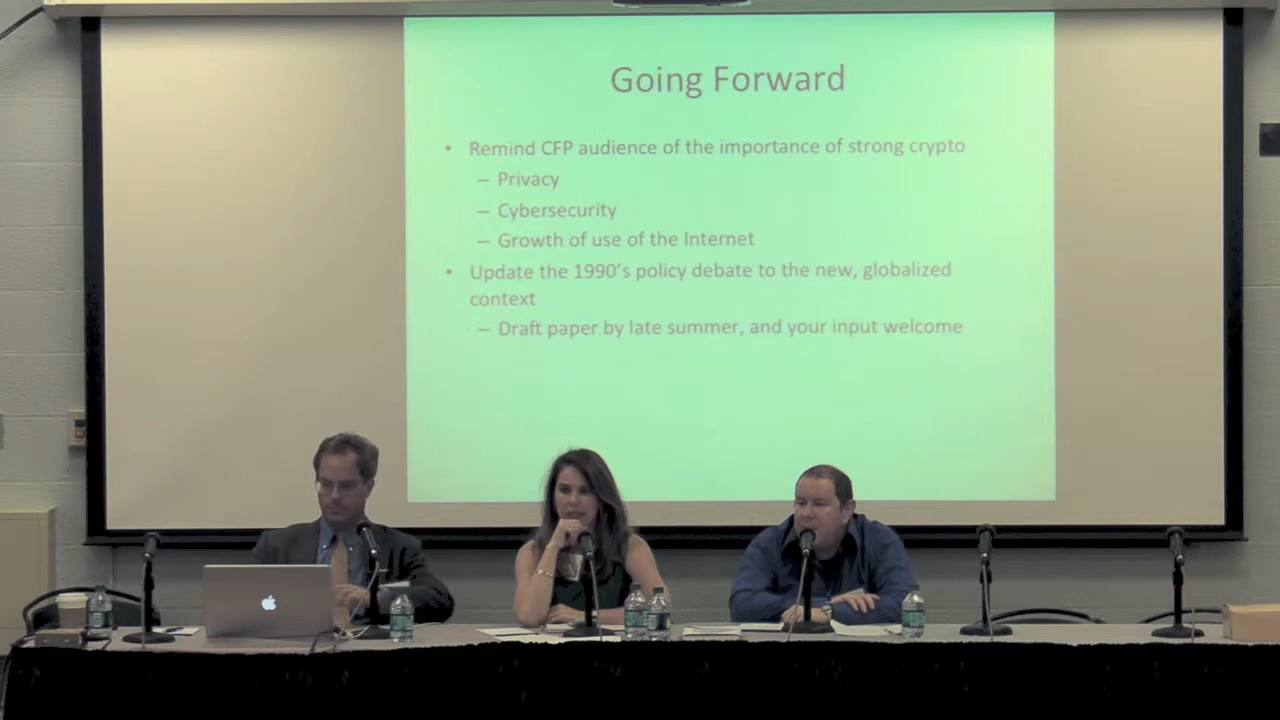 Going Forward
• Remind CFP audience of the importance of strong crypto
– Privacy
– Cybersecurity
– Growth of use of the Internet
• Update the 1990's policy debate to the new, globalized
context
– Draft paper by late summer, and your input welcome